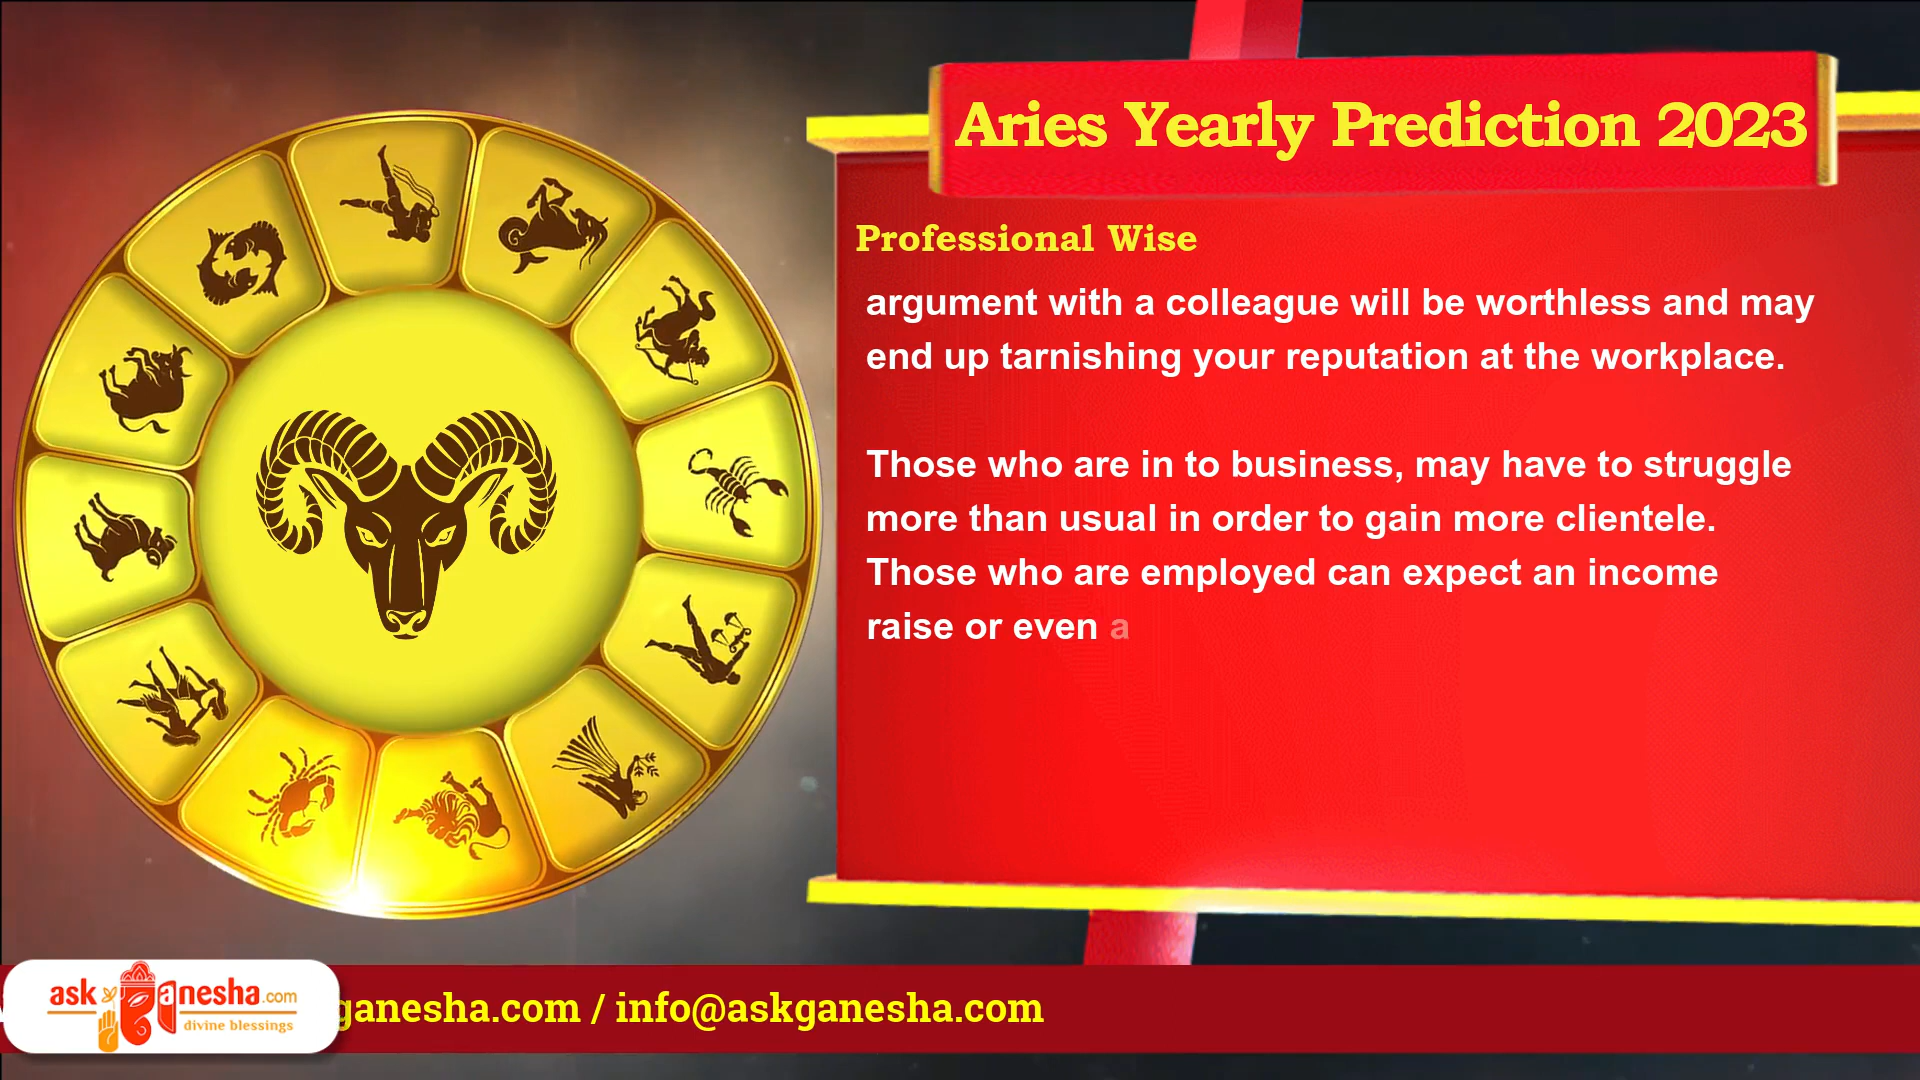 Aries Yearly Prediction 2023
Professional Wise
argument with a colleague will be worthless and may
end up tarnishing your reputation at the workplace.
Those who are in to business, may have to struggle
more than usual in order to gain more clientele.
Those who are employed can expect an income
raise or even a
ask anesha.com
divine blessings
ganesha.com / info@askganesha.com